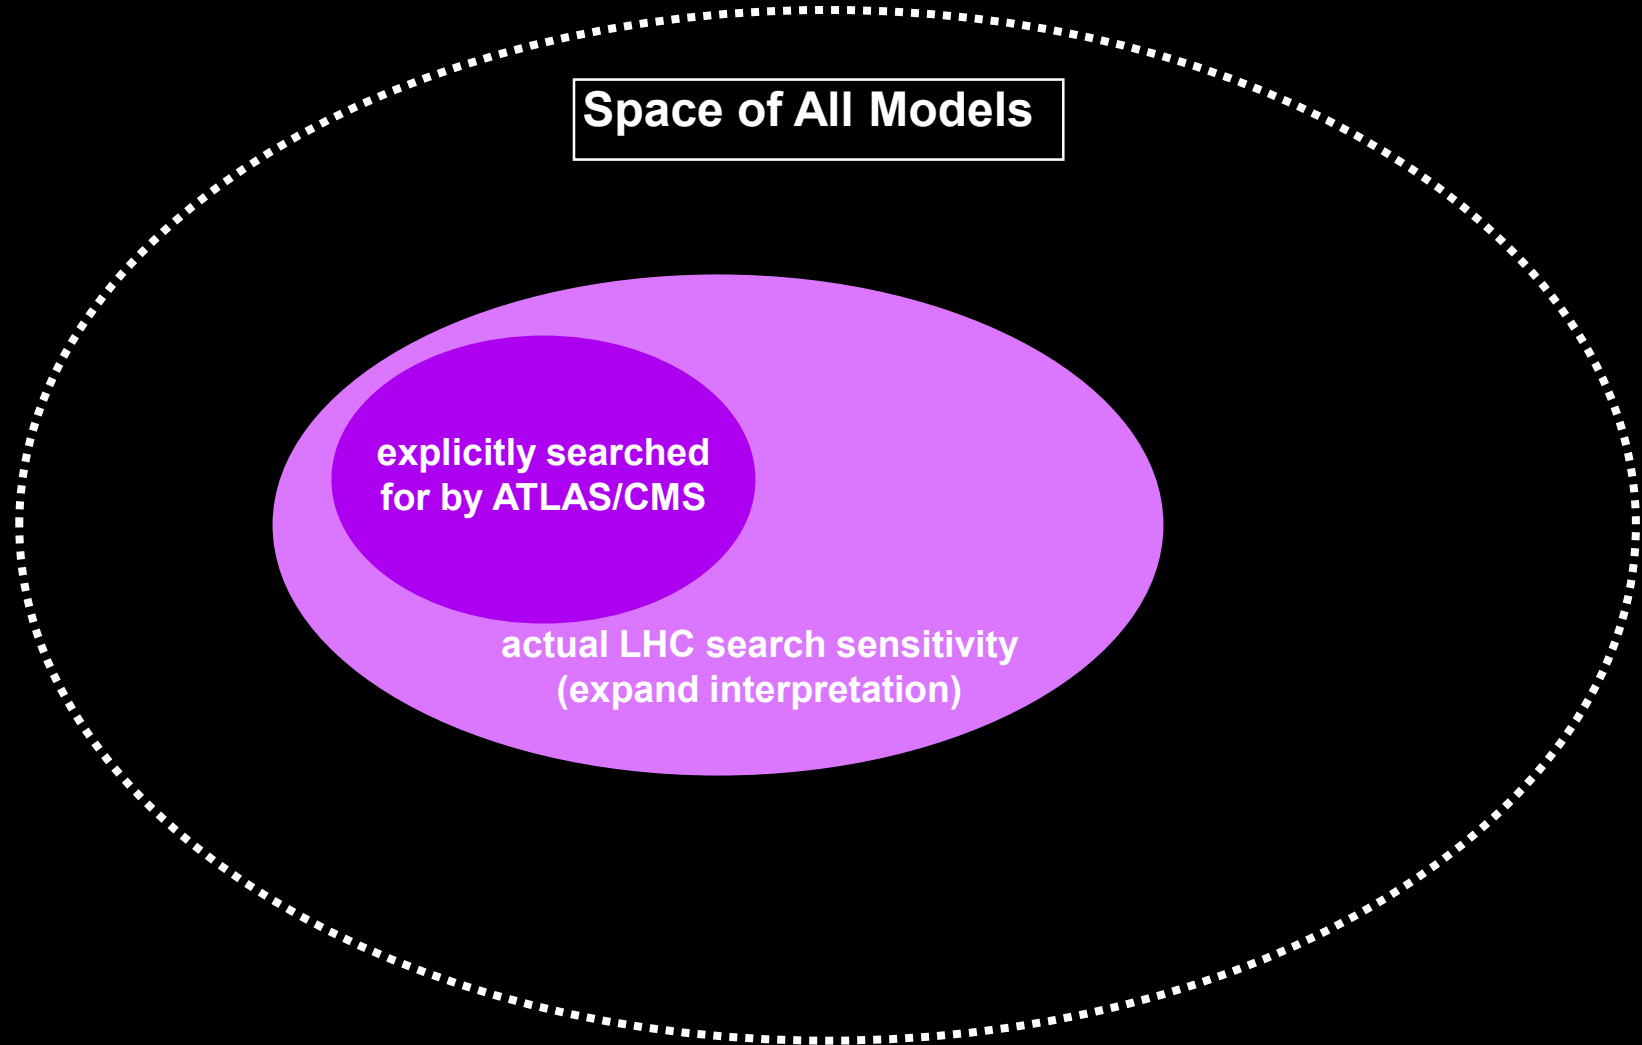 Space of All Models
explicitly searched
for by ATLAS/CMS
actual LHC search sensitivity
(expand interpretation)